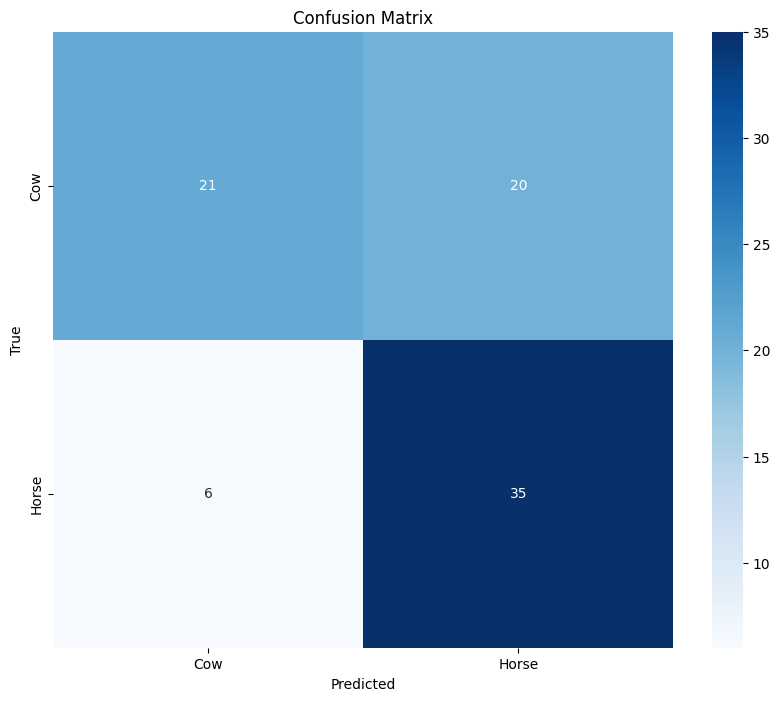 Confusion Matrix
35
30
25
20
15
10
21 20
6 35
Cow
Horse
True
Cow Horse
Predicted